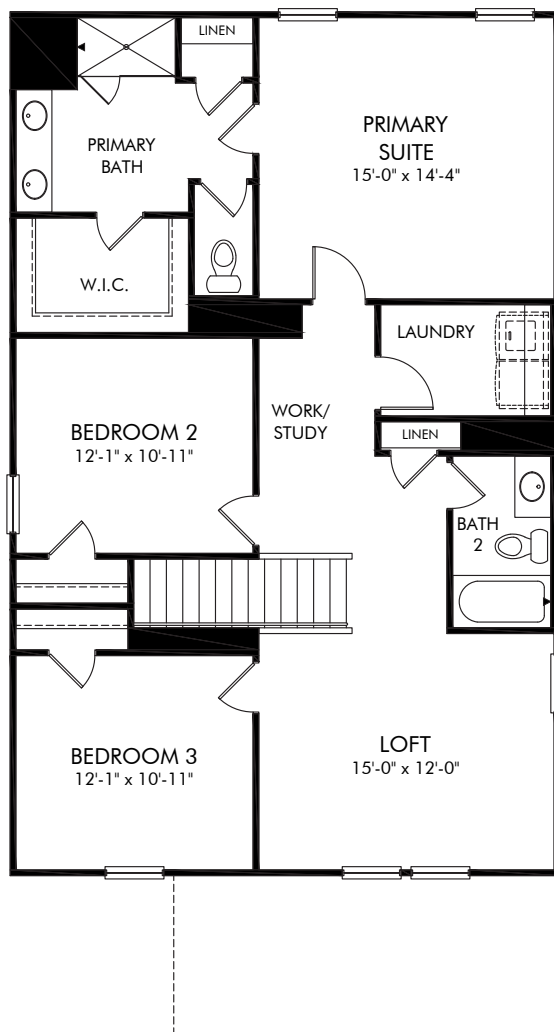 LINEN
PRIMARY
SUITE
15'-0" x 14'-4"
PRIMARY
BATH
W.I.C.
LAUNDRY
WORK/
STUDY
BEDROOM 2
12'-1" x 10'-11"
LINEN
BATH
2
LOFT
15'-0" x 12'-0"
BEDROOM 3
12'-1" x 10'-11"